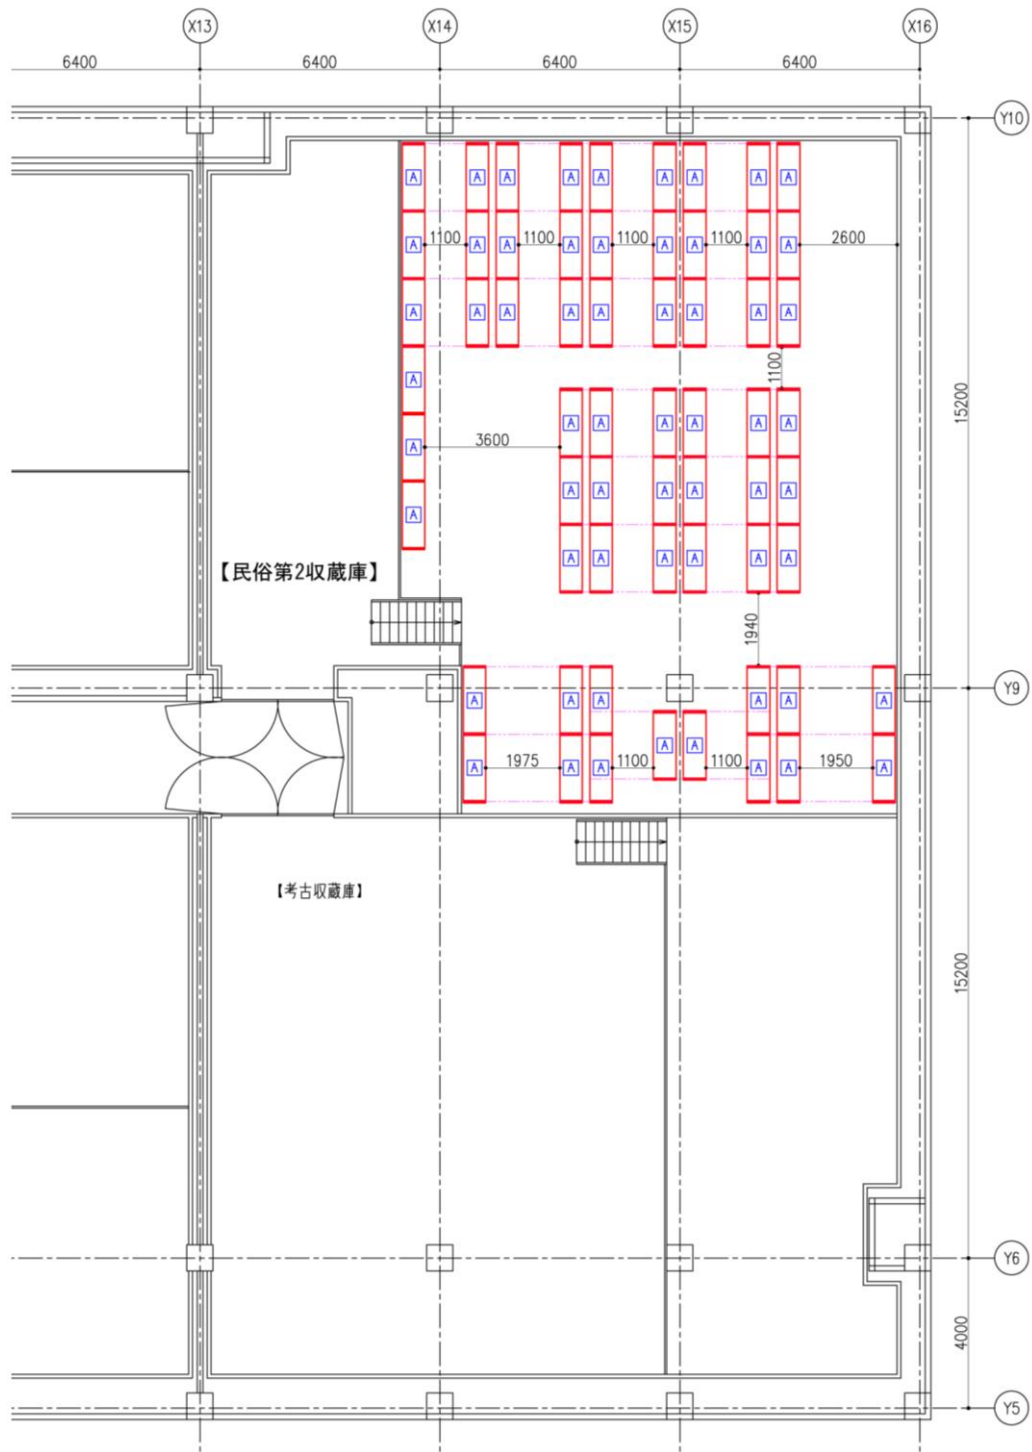 X13 X14 X15 X16
6400 6400 6400 6400
Y10
A A A A A A A A A
A 1100 A A 1100 A A 1100 A A 1100 A A 2600
A A A A A A A A A
1100
A
15200
A A A A A A
3600
A
A A A A A A
A
A A A A A A
【民俗第2収蔵庫】
1940
Y9
A A A A A A
A A
A 1975 A A 1100 1100 A A 1950 A
【考古収蔵庫】
15200
Y6
4000
Y5